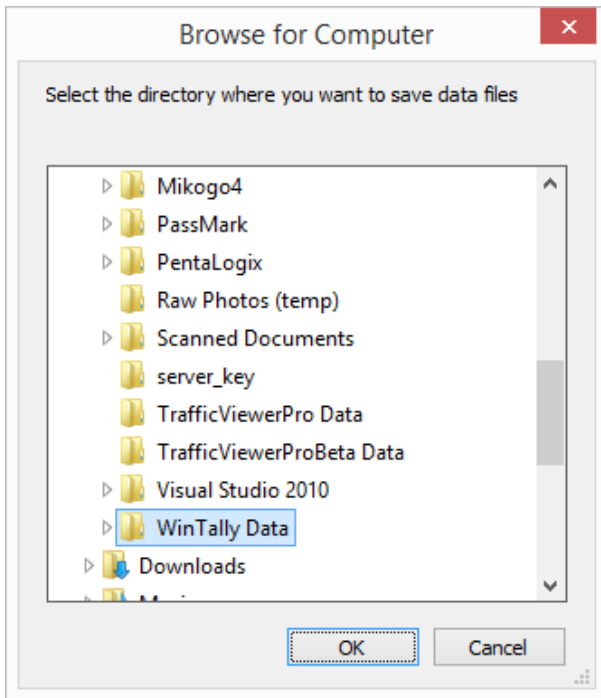 Browse for Computer
Select the directory where you want to save data files
Mikogo4
PassMark
PentaLogix
Raw Photos (temp)
Scanned Documents
server_key
TrafficViewerPro Data
TrafficViewerProBeta Data
Visual Studio 2010
WinTally Data
Downloads
OK Cancel